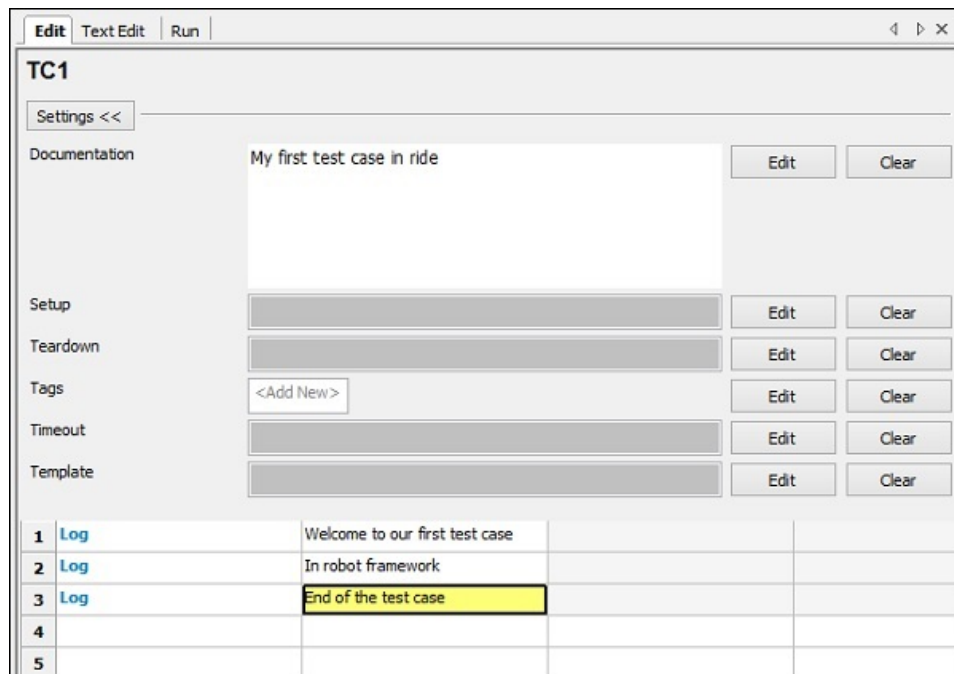 Edit Text Edit Run
TC1
Settings <<
Documentation My first test case in ride Edit Clear
Setup Edit Clear
Teardown Edit Clear
Tags <Add New> Edit Clear
Timeout Edit Clear
Template Edit Clear
1 Log Welcome to our first test case
2 Log In robot framework
3 Log End of the test case
4
5